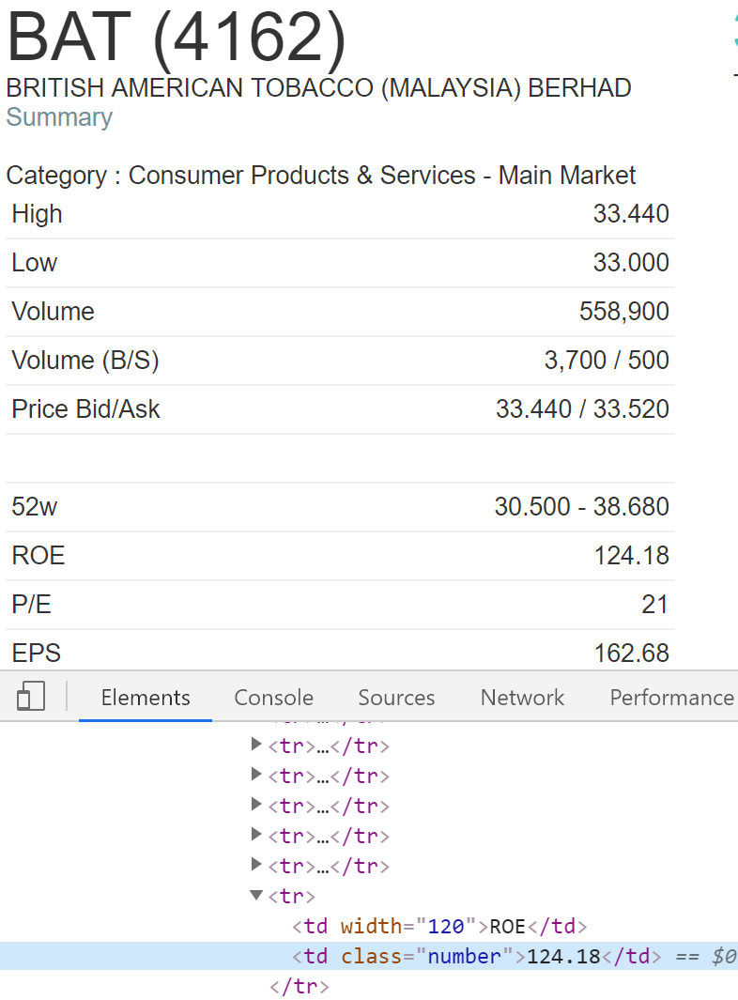 BAT (4162)
BRITISH AMERICAN TOBACCO (MALAYSIA) BERHAD
Summary
Category : Consumer Products & Services - Main Market
High 33.440
Low 33.000
Volume 558,900
Volume (B/S) 3,700 / 500
Price Bid/Ask 33.440 / 33.520
52w 30.500 - 38.680
ROE 124.18
P/E 21
EPS 162.68
Elements Console Sources Network Performance
<tr>…</tr>
<tr>…</tr>
<tr>…</tr>
<tr>…</tr>
<tr>…</tr>
<tr>
<td width="120">ROE</td>
<td class="number">124.18</td> == $0
</tr>